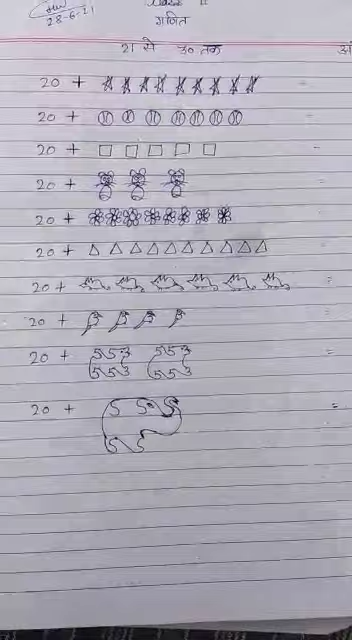 28-6-21
गणित
21 से 30 तक
20 +
20 +
20 +
20 +
20 +
20 +
20 + =
20 +
20 + =
20 + =